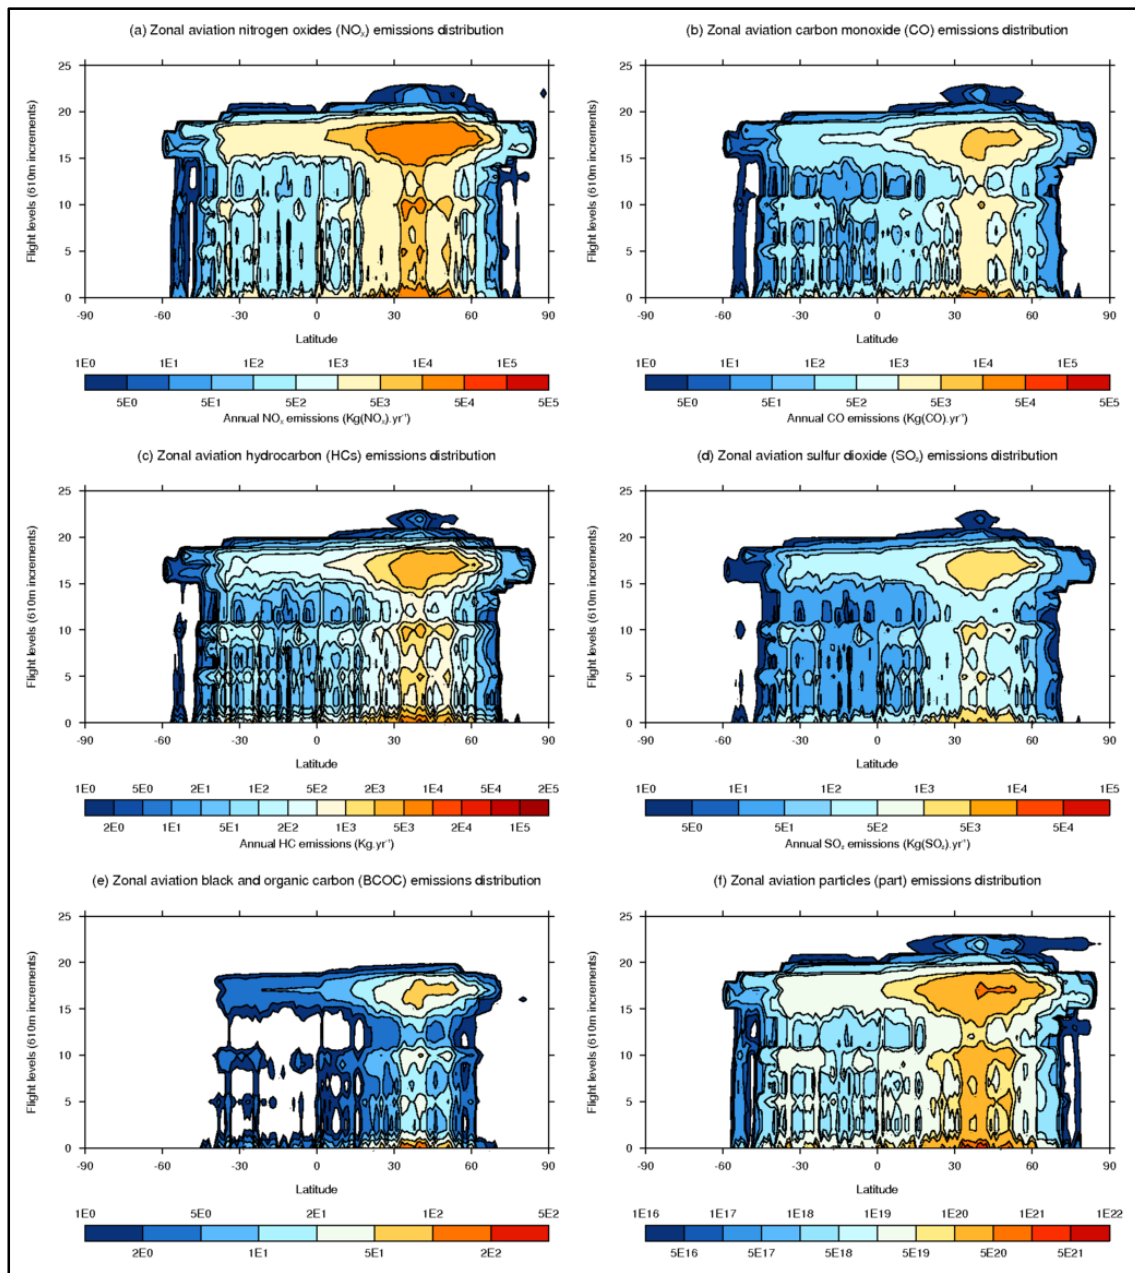 (a) Zonal aviation nitrogen oxides (NOₓ) emissions distribution
25
20
15
10
5
0
Flight levels (610m increments)
-90 -60 -30 0 30 60 90
Latitude
1E0 1E1 1E2 1E3 1E4 1E5
5E0 5E1 5E2 5E3 5E4 5E5
Annual NOₓ emissions (Kg(NOₓ).yr⁻¹)
(b) Zonal aviation carbon monoxide (CO) emissions distribution
25
20
15
10
5
0
Flight levels (610m increments)
-90 -60 -30 0 30 60 90
Latitude
1E0 1E1 1E2 1E3 1E4 1E5
5E0 5E1 5E2 5E3 5E4 5E5
Annual CO emissions (Kg(CO).yr⁻¹)
(c) Zonal aviation hydrocarbon (HCs) emissions distribution
25
20
15
10
5
0
Flight levels (610m increments)
-90 -60 -30 0 30 60 90
Latitude
1E0 5E0 2E1 1E2 5E2 2E3 1E4 5E4 2E5
2E0 1E1 5E1 2E2 1E3 5E3 2E4 1E5
Annual HC emissions (Kg.yr⁻¹)
(d) Zonal aviation sulfur dioxide (SO₂) emissions distribution
25
20
15
10
5
0
Flight levels (610m increments)
-90 -60 -30 0 30 60 90
Latitude
1E0 1E1 1E2 1E3 1E4 1E5
5E0 5E1 5E2 5E3 5E4
Annual SO₂ emissions (Kg(SO₂).yr⁻¹)
(e) Zonal aviation black and organic carbon (BCOC) emissions distribution
25
20
15
10
5
0
Flight levels (610m increments)
-90 -60 -30 0 30 60 90
Latitude
1E0 5E0 2E1 1E2 5E2
2E0 1E1 5E1 2E2
(f) Zonal aviation particles (part) emissions distribution
25
20
15
10
5
0
Flight levels (610m increments)
-90 -60 -30 0 30 60 90
Latitude
1E16 1E17 1E18 1E19 1E20 1E21 1E22
5E16 5E17 5E18 5E19 5E20 5E21